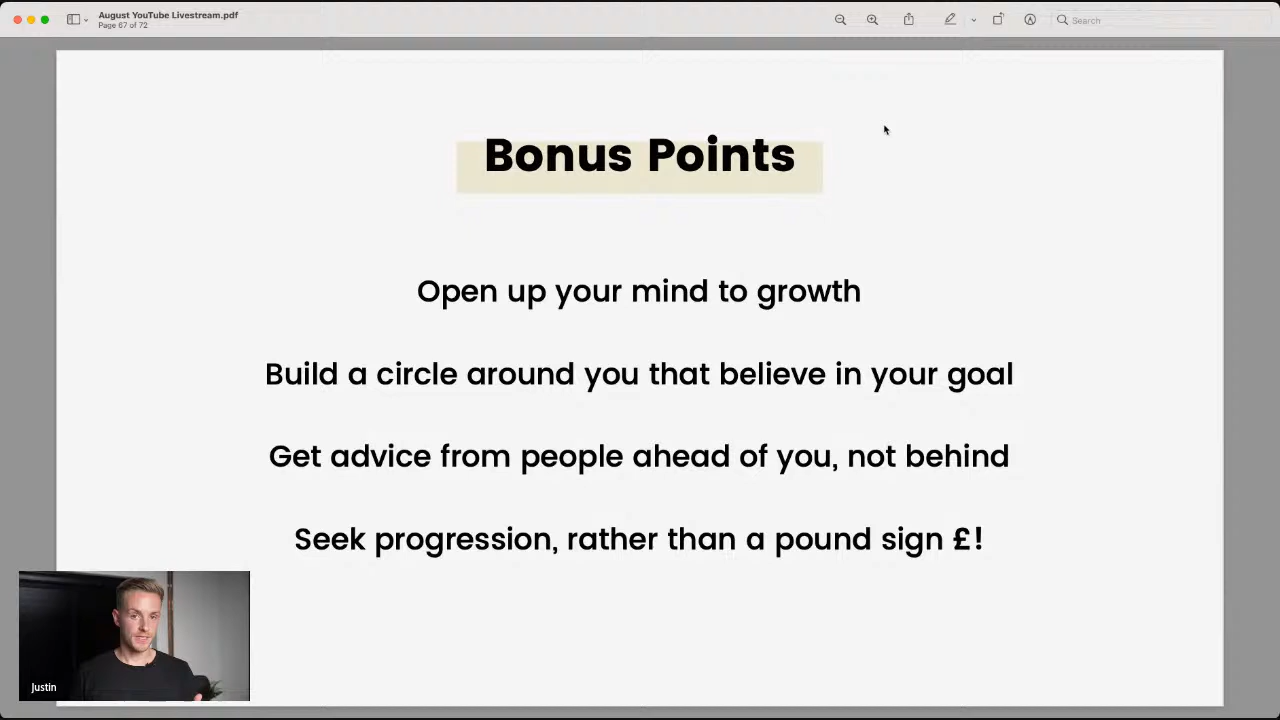 August YouTube Livestream.pdf
Page 67 of 72
Search
Bonus Points
Open up your mind to growth
Build a circle around you that believe in your goal
Get advice from people ahead of you, not behind
Seek progression, rather than a pound sign £!
Justin